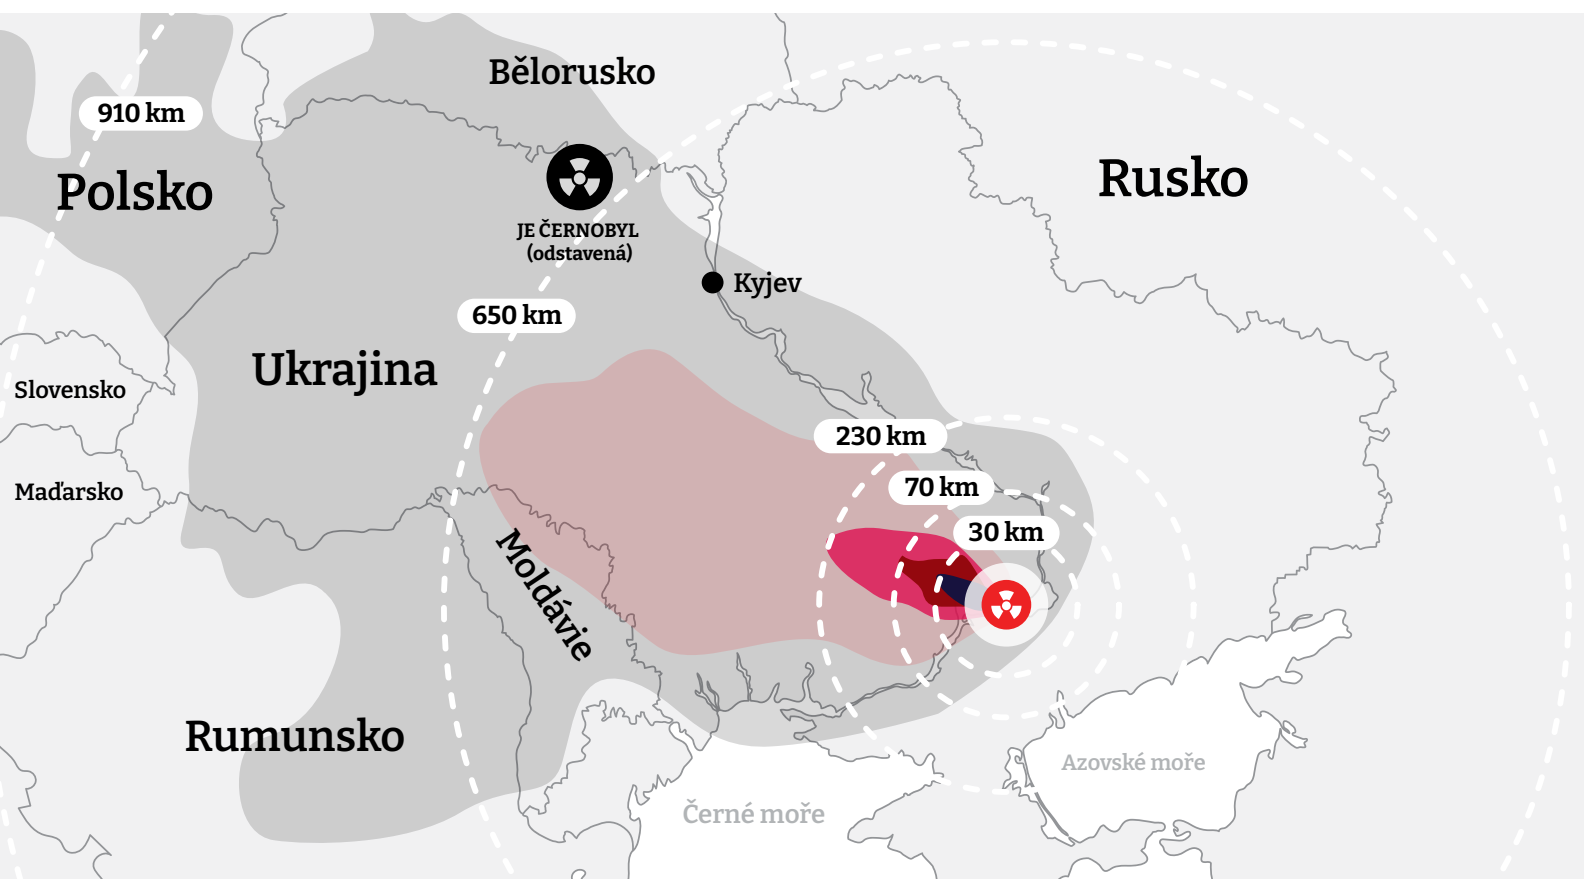 Bělorusko
910 km
Polsko
Rusko
JE ČERNOBYL
(odstavená)
Kyjev
650 km
Ukrajina
Slovensko
230 km
70 km
Maďarsko
30 km
Moldávie
Rumunsko
Azovské moře
Černé moře